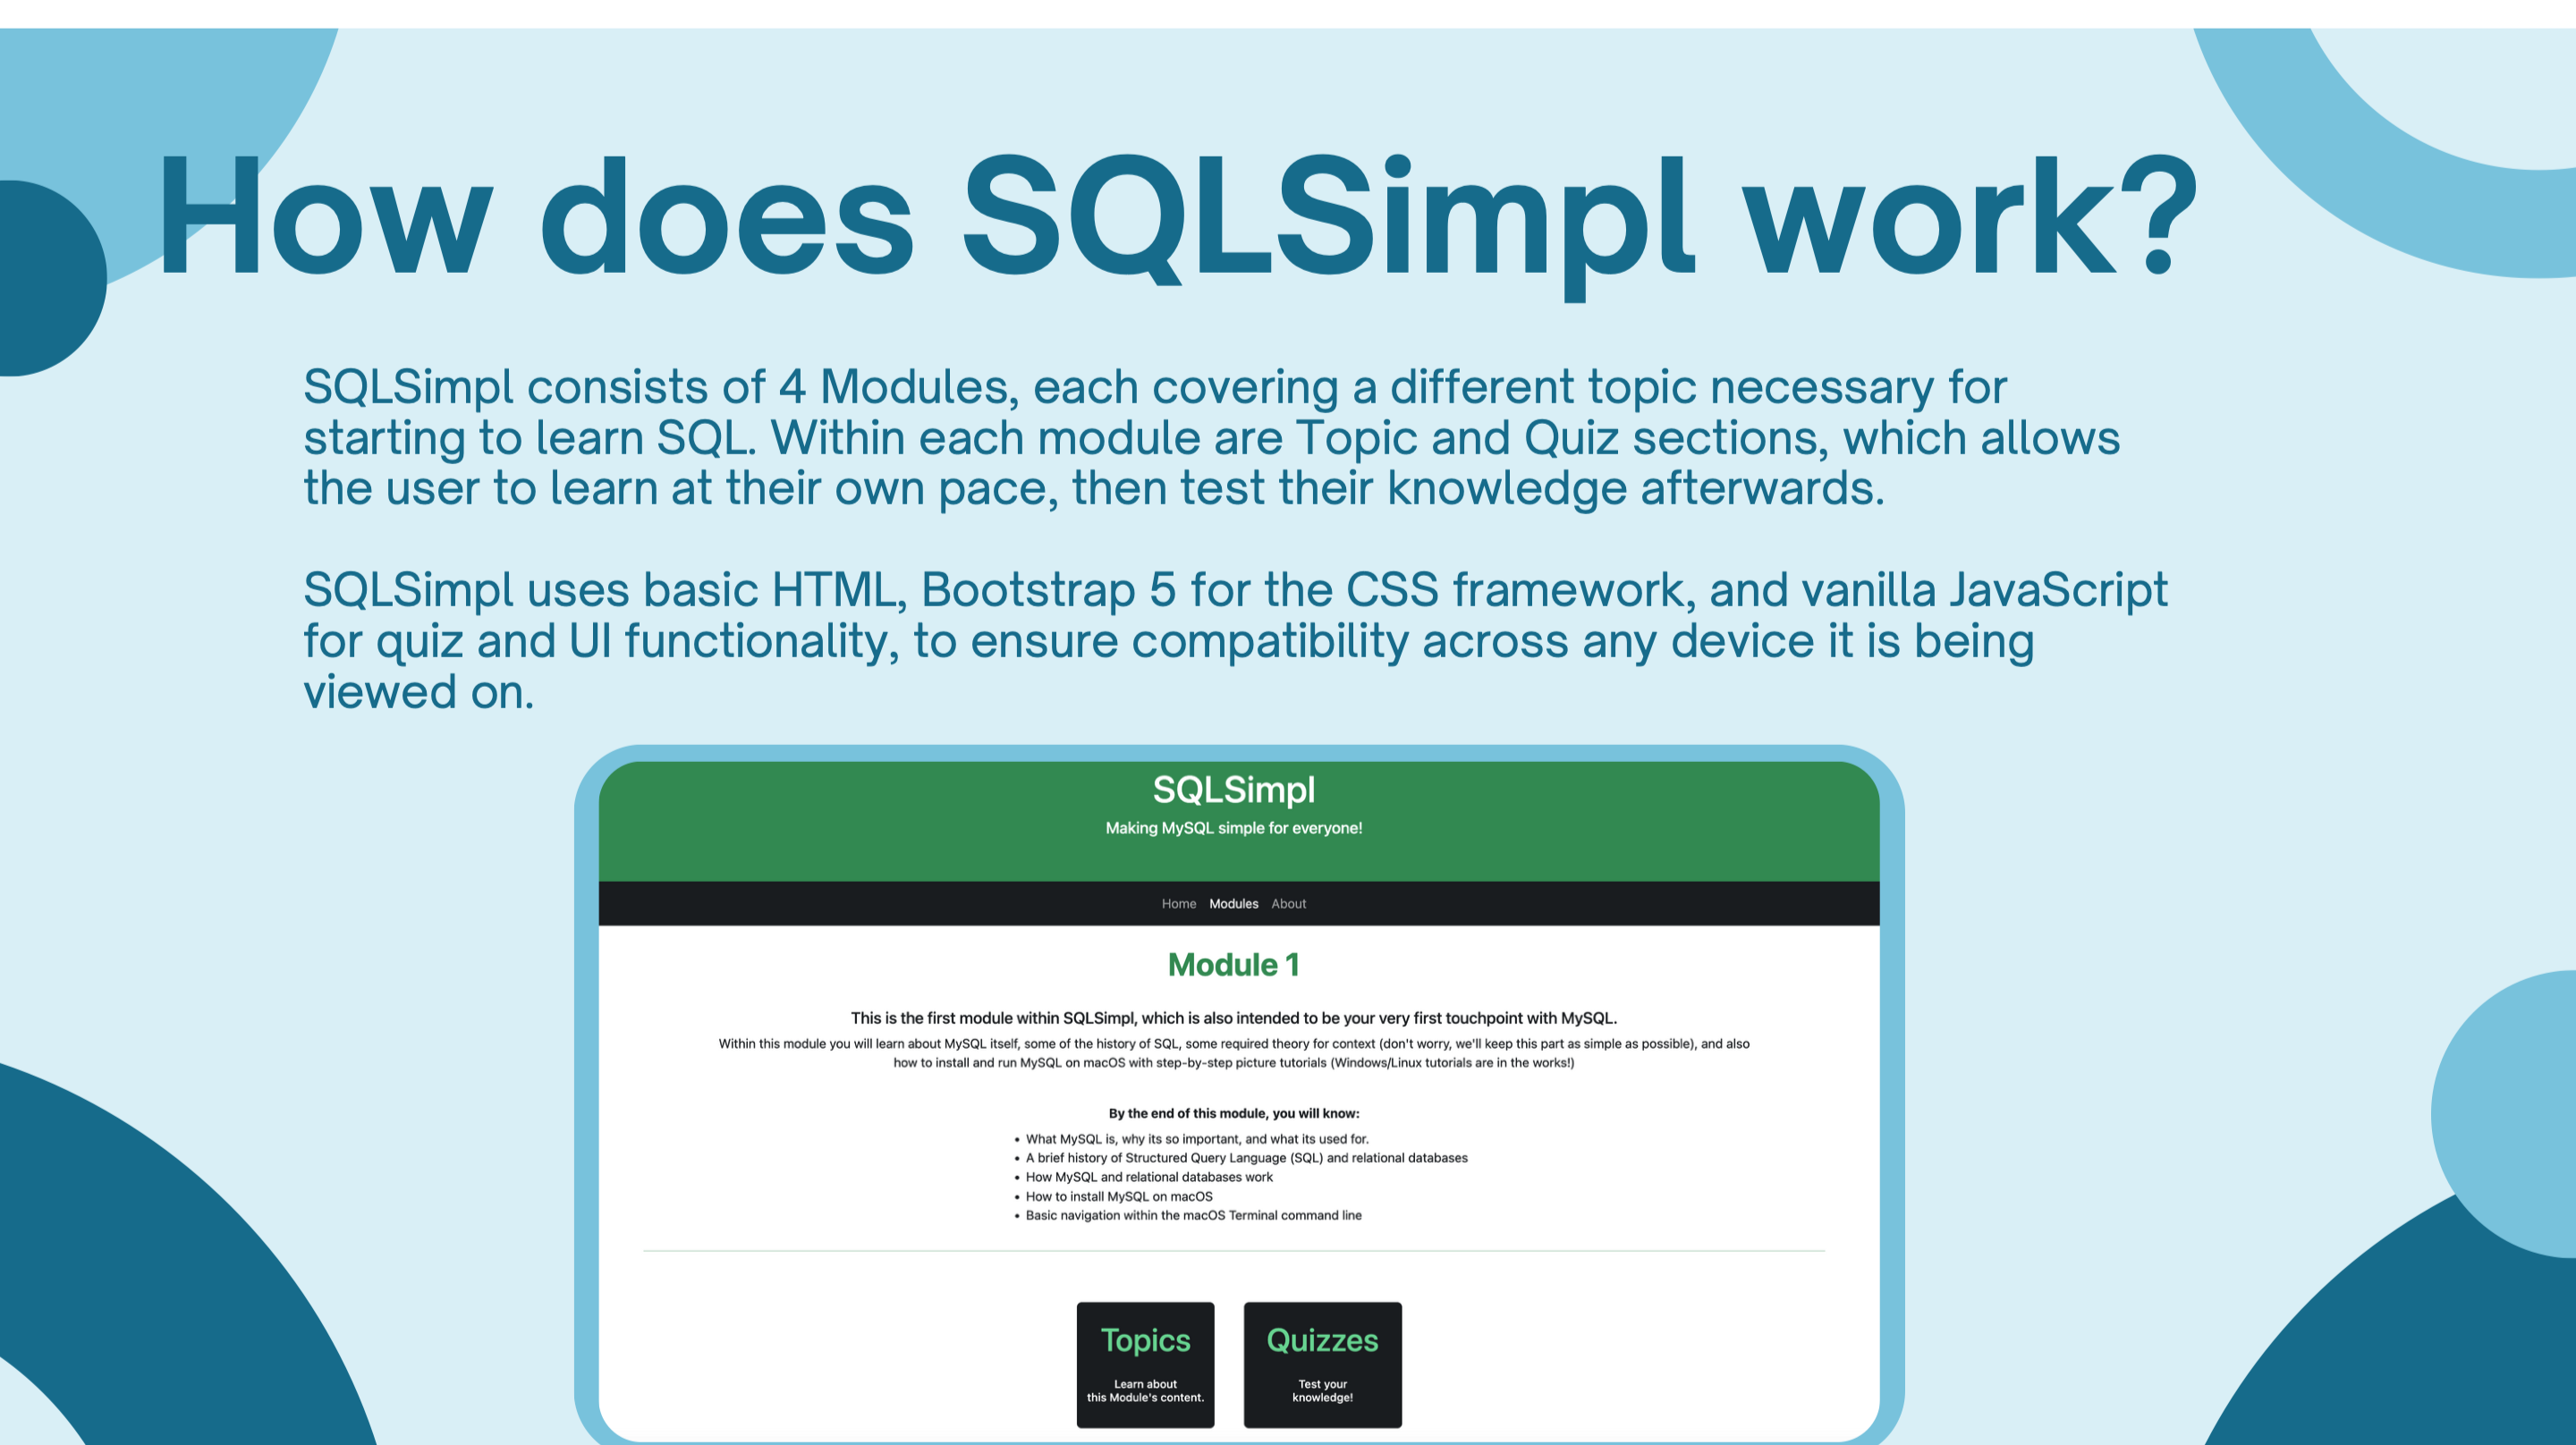 How does SQLSimpl work?
SQLSimpl consists of 4 Modules, each covering a different topic necessary for
starting to learn SQL. Within each module are Topic and Quiz sections, which allows
the user to learn at their own pace, then test their knowledge afterwards.
SQLSimpl uses basic HTML, Bootstrap 5 for the CSS framework, and vanilla JavaScript
for quiz and UI functionality, to ensure compatibility across any device it is being
viewed on.
SQLSimpl
Making MySQL simple for everyone!
Home Modules About
Module 1
This is the first module within SQLSimpl, which is also intended to be your very first touchpoint with MySQL.
Within this module you will learn about MySQL itself, some of the history of SQL, some required theory for context (don't worry, we'll keep this part as simple as possible), and also
how to install and run MySQL on macOS with step-by-step picture tutorials (Windows/Linux tutorials are in the works!)
By the end of this module, you will know:
• What MySQL is, why its so important, and what its used for.
• A brief history of Structured Query Language (SQL) and relational databases
• How MySQL and relational databases work
• How to install MySQL on macOS
• Basic navigation within the macOS Terminal command line
Topics
Learn about
this Module's content.
Quizzes
Test your
knowledge!